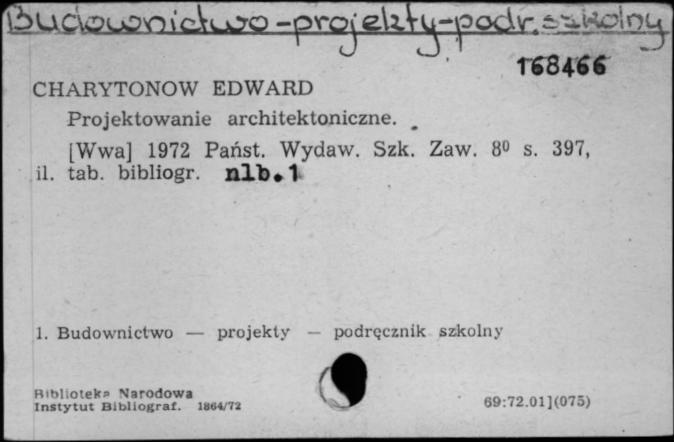 Budownictwo-projekty-podr. szkolny
168466
CHARYTONOW EDWARD
Projektowanie architektoniczne.
[Wwa] 1972 Państ. Wydaw. Szk. Zaw. 8⁰ s. 397,
il. tab. bibliogr. nlb. 1
1. Budownictwo — projekty — podręcznik szkolny
Biblioteka Narodowa
Instytut Bibliograf. 1864/72
69:72.01](075)